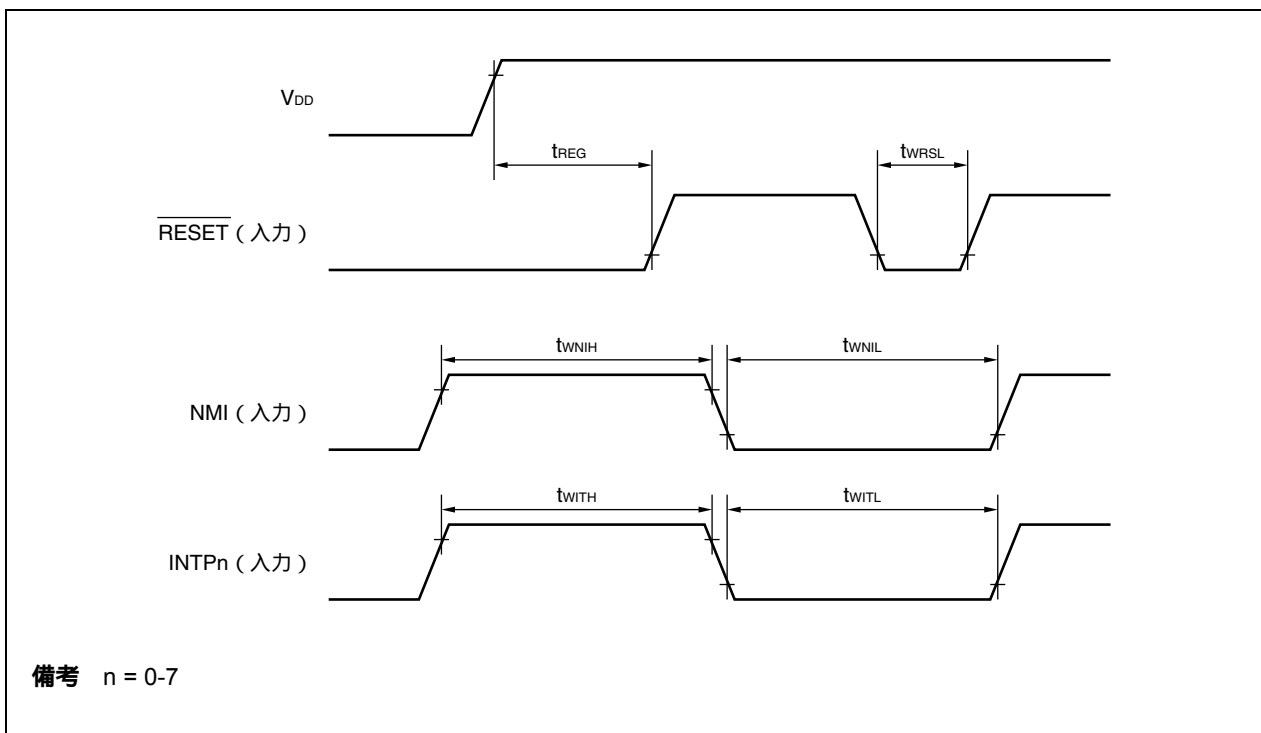 VDD
tREG
tWRSL
RESET（入力）
tWNIH
tWNIL
NMI（入力）
tWITH
tWITL
INTPn（入力）
備考 n = 0-7